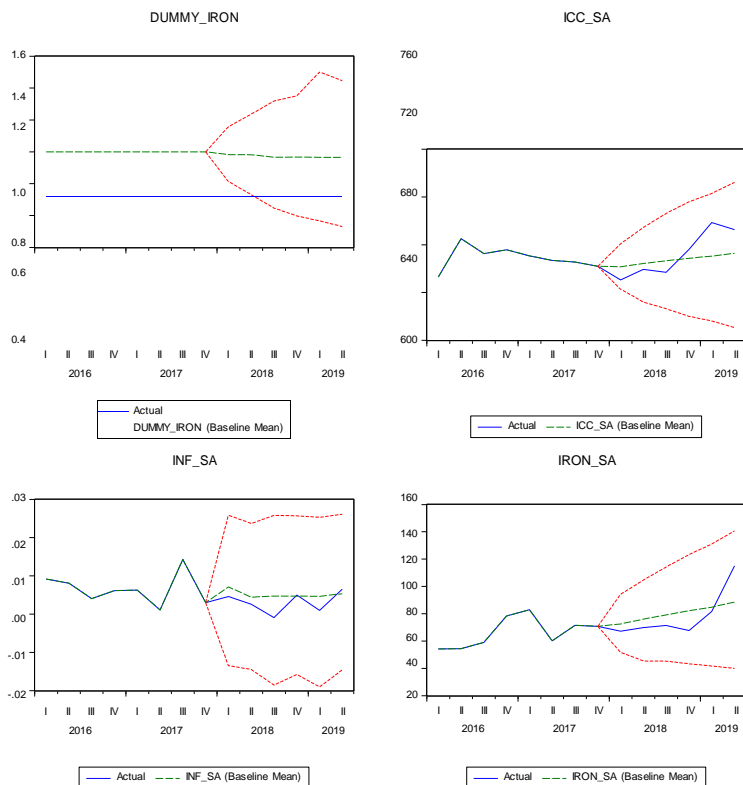 DUMMY_IRON
1.6
1.4
1.2
1.0
0.8
0.6
0.4
I II III IV I II III IV I II III IV I II
2016 2017 2018 2019
Actual
DUMMY_IRON (Baseline Mean)
ICC_SA
760
720
680
640
600
I II III IV I II III IV I II III IV I II
2016 2017 2018 2019
Actual ICC_SA (Baseline Mean)
INF_SA
.03
.02
.01
.00
-.01
-.02
I II III IV I II III IV I II III IV I II
2016 2017 2018 2019
Actual INF_SA (Baseline Mean)
IRON_SA
160
140
120
100
80
60
40
20
I II III IV I II III IV I II III IV I II
2016 2017 2018 2019
Actual IRON_SA (Baseline Mean)